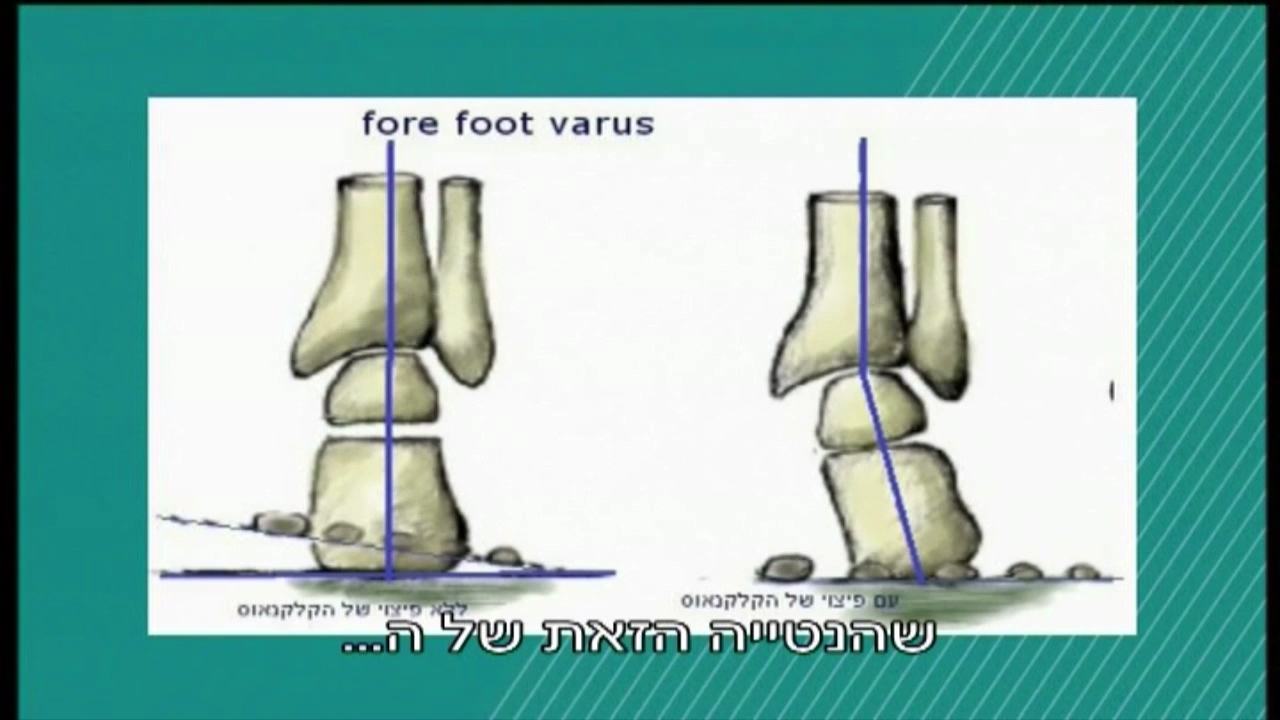 fore foot varus
ללא פיצוי של הקלקנאוס
עם פיצוי של הקלקנאוס
שהנטייה הזאת של ה...